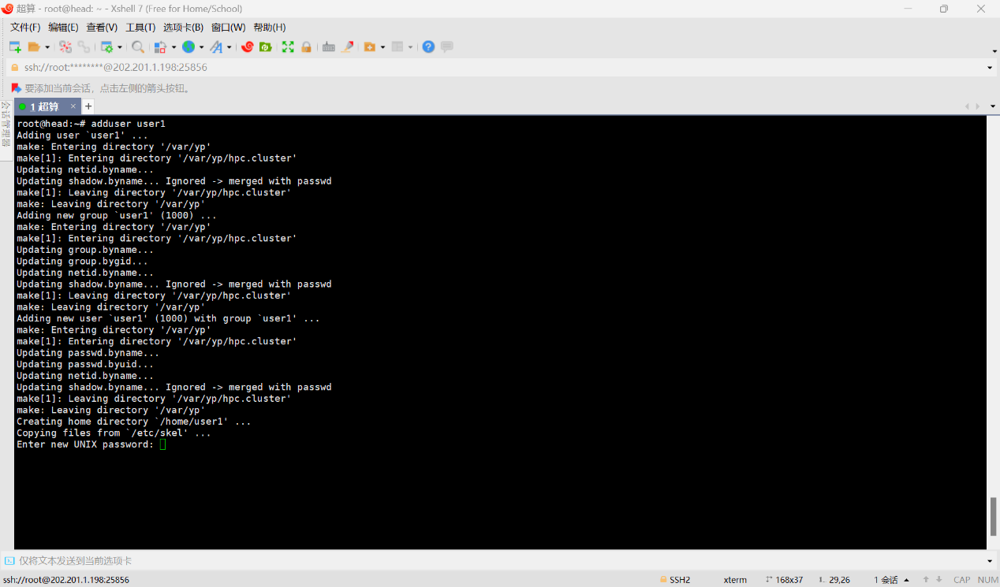 超算 - root@head: ~ - Xshell 7 (Free for Home/School)
文件(F) 编辑(E) 查看(V) 工具(T) 选项卡(B) 窗口(W) 帮助(H)
ssh://root:********@202.201.1.198:25856
要添加当前会话，点击左侧的箭头按钮。
会话管理器
1 超算 × +
root@head:~# adduser user1
Adding user `user1' ...
make: Entering directory '/var/yp'
make[1]: Entering directory '/var/yp/hpc.cluster'
Updating netid.byname...
Updating shadow.byname... Ignored -> merged with passwd
make[1]: Leaving directory '/var/yp/hpc.cluster'
make: Leaving directory '/var/yp'
Adding new group `user1' (1000) ...
make: Entering directory '/var/yp'
make[1]: Entering directory '/var/yp/hpc.cluster'
Updating group.byname...
Updating group.bygid...
Updating netid.byname...
Updating shadow.byname... Ignored -> merged with passwd
make[1]: Leaving directory '/var/yp/hpc.cluster'
make: Leaving directory '/var/yp'
Adding new user `user1' (1000) with group `user1' ...
make: Entering directory '/var/yp'
make[1]: Entering directory '/var/yp/hpc.cluster'
Updating passwd.byname...
Updating passwd.byuid...
Updating netid.byname...
Updating shadow.byname... Ignored -> merged with passwd
make[1]: Leaving directory '/var/yp/hpc.cluster'
make: Leaving directory '/var/yp'
Creating home directory `/home/user1' ...
Copying files from `/etc/skel' ...
Enter new UNIX password:
仅将文本发送到当前选项卡
ssh://root@202.201.1.198:25856 SSH2 xterm 168x37 29,26 1 会话 CAP NUM